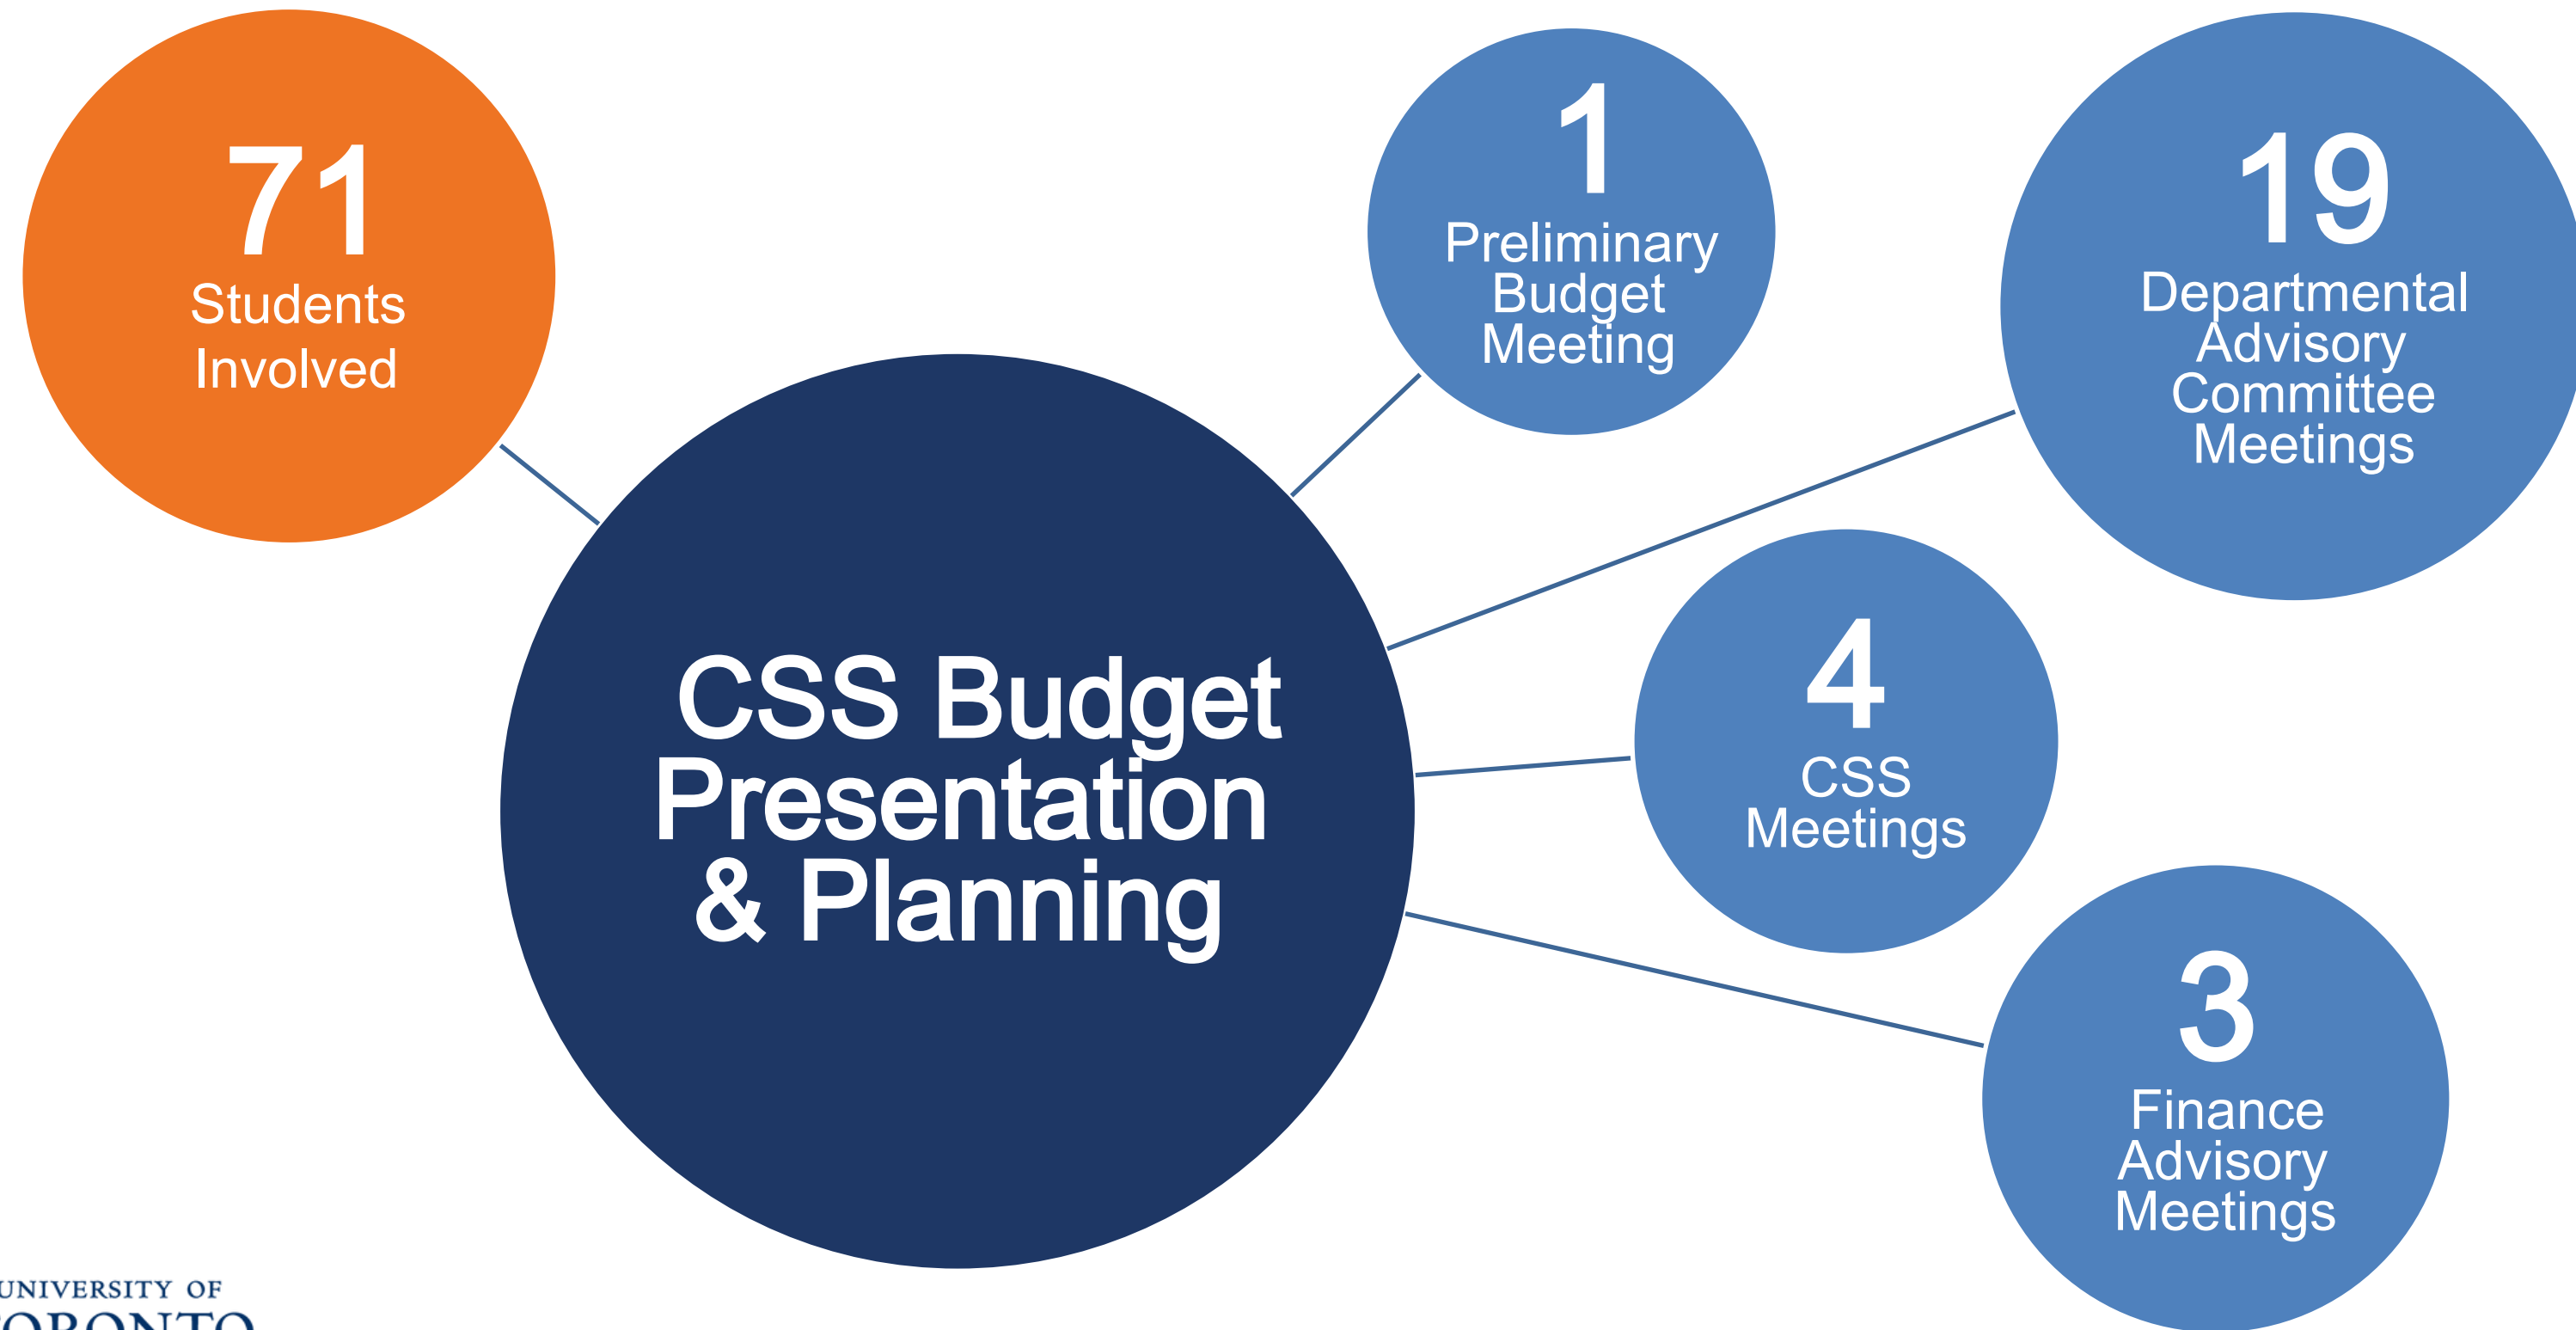 71
Students
Involved
1
Preliminary
Budget
Meeting
19
Departmental
Advisory
Committee
Meetings
CSS Budget
Presentation
& Planning
4
CSS
Meetings
3
Finance
Advisory
Meetings
UNIVERSITY OF
TORONTO